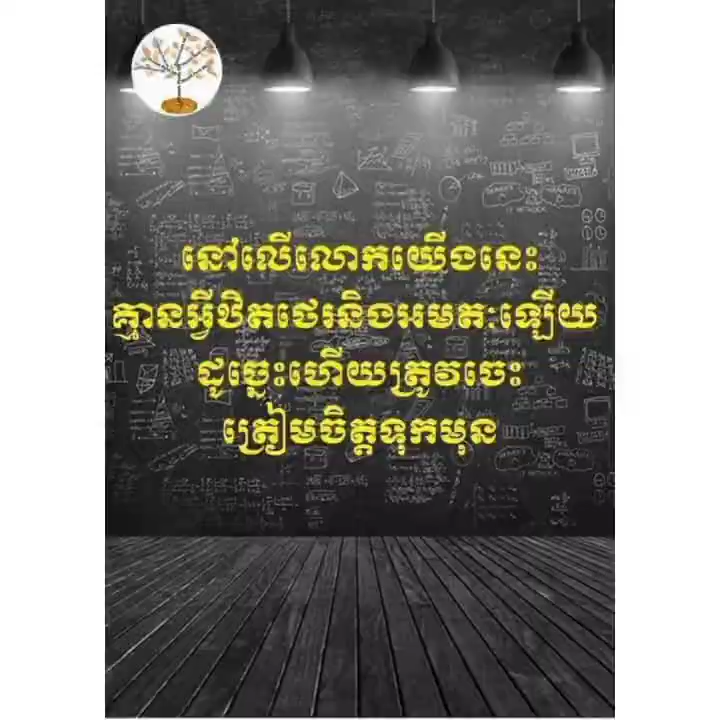 នៅលើលោកយើងនេះ
គ្មានអ្វីឋិតថេរនិងអមតៈឡើយ
ដូច្នេះហើយត្រូវចេះ
ត្រៀមចិត្តទុកមុន